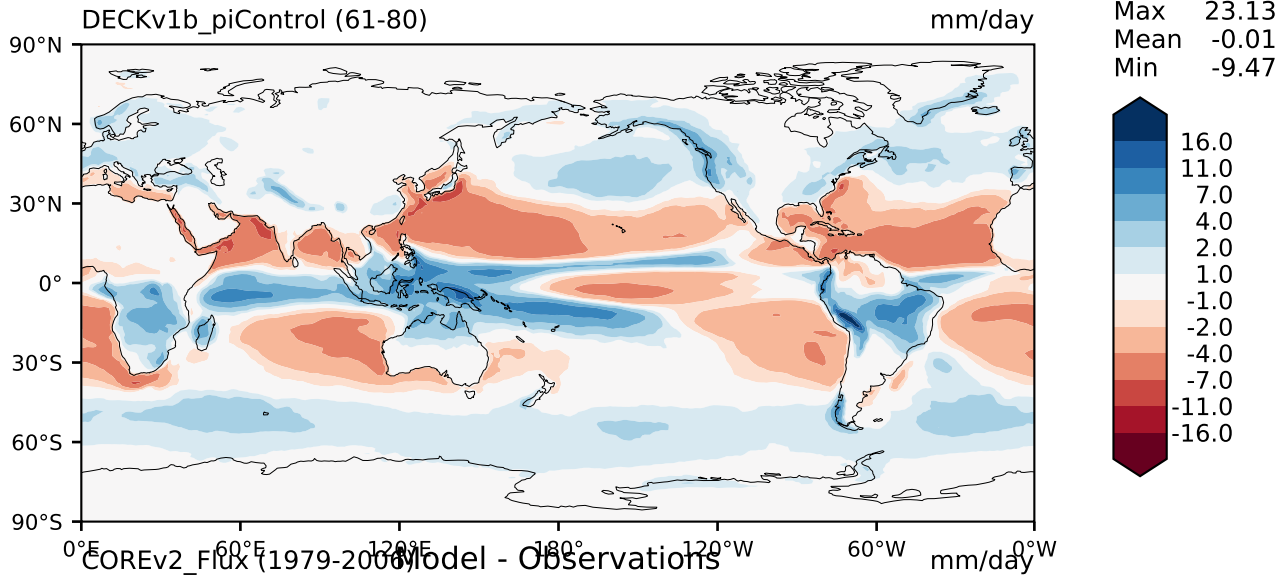 DECKv1b_piControl (61-80) mm/day
Max 23.13
Mean -0.01
Min -9.47
90°N
60°N
30°N
0°
30°S
60°S
90°S
0°E 60°E 120°E 180° 120°W 60°W 0°W
16.0
11.0
7.0
4.0
2.0
1.0
-1.0
-2.0
-4.0
-7.0
-11.0
-16.0
COREv2_Flux (1979-2006) Model - Observations mm/day